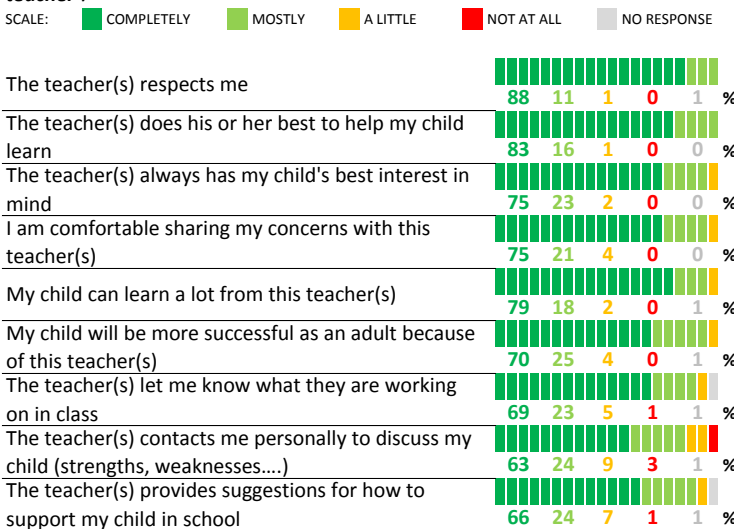 SCALE: COMPLETELY MOSTLY A LITTLE NOT AT ALL NO RESPONSE
The teacher(s) respects me
88 11 1 0 1 %
The teacher(s) does his or her best to help my child
learn
83 16 1 0 0 %
The teacher(s) always has my child's best interest in
mind
75 23 2 0 0 %
I am comfortable sharing my concerns with this
teacher(s)
75 21 4 0 0 %
My child can learn a lot from this teacher(s)
79 18 2 0 1 %
My child will be more successful as an adult because
of this teacher(s)
70 25 4 0 1 %
The teacher(s) let me know what they are working
on in class
69 23 5 1 1 %
The teacher(s) contacts me personally to discuss my
child (strengths, weaknesses....)
63 24 9 3 1 %
The teacher(s) provides suggestions for how to
support my child in school
66 24 7 1 1 %